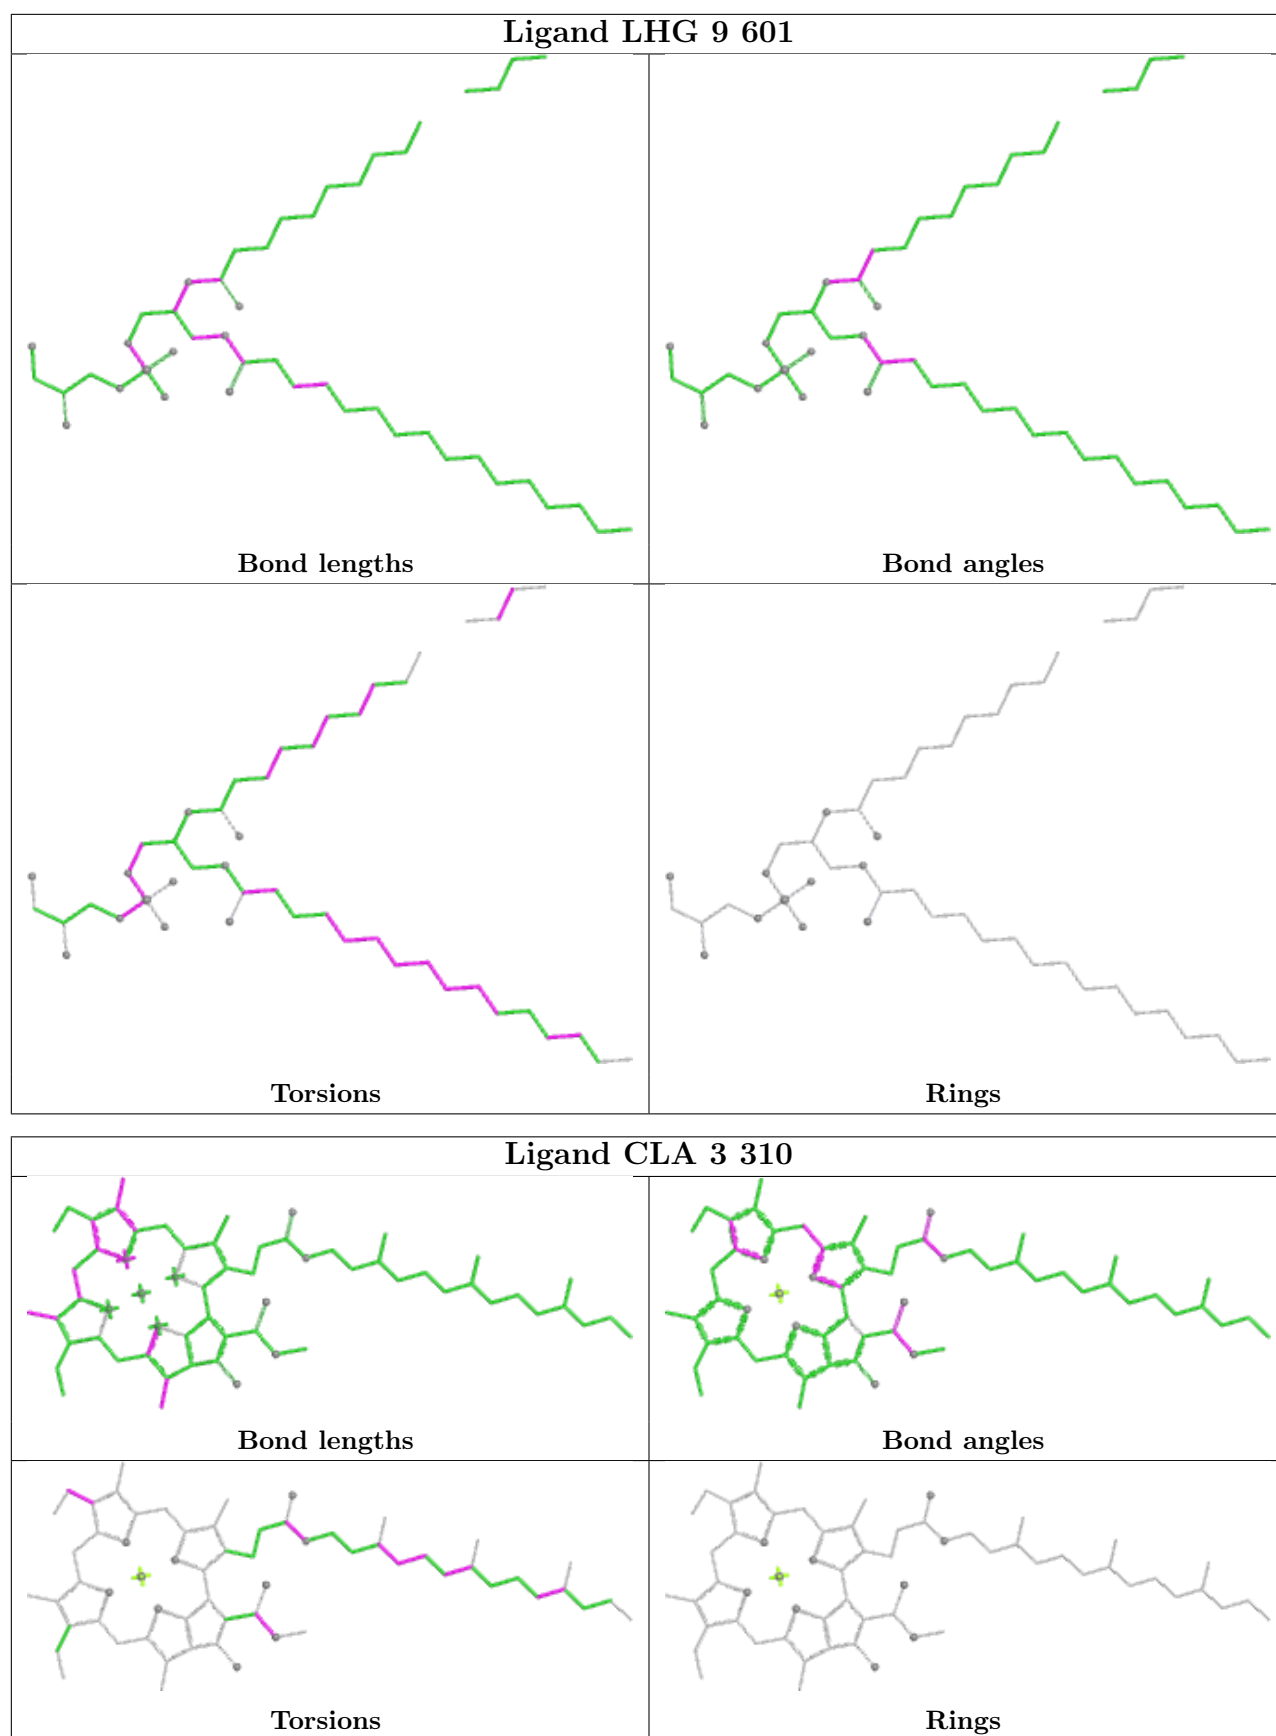 Ligand LHG 9 601
Bond lengths
Bond angles
Torsions
Rings
Ligand CLA 3 310
Bond lengths
Bond angles
Torsions
Rings